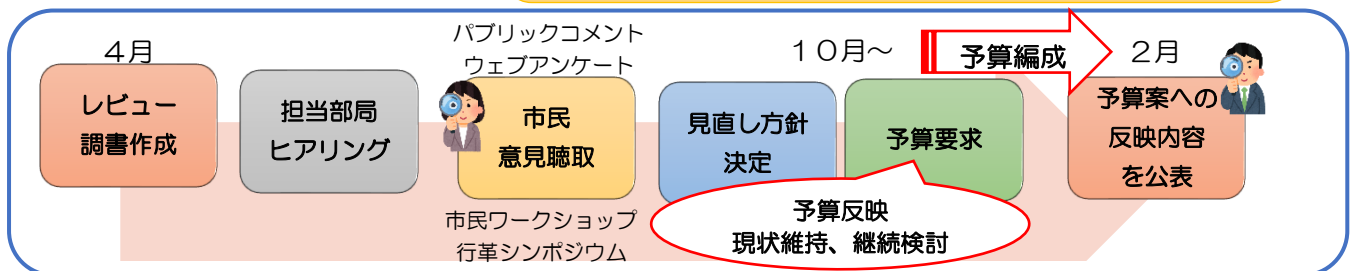 4月
レビュー
調書作成
担当部局
ヒアリング
パブリックコメント
ウェブアンケート
市民
意見聴取
市民ワークショップ
行革シンポジウム
見直し方針
決定
10月～
予算要求
予算反映
現状維持、継続検討
予算編成
2月
予算案への
反映内容
を公表